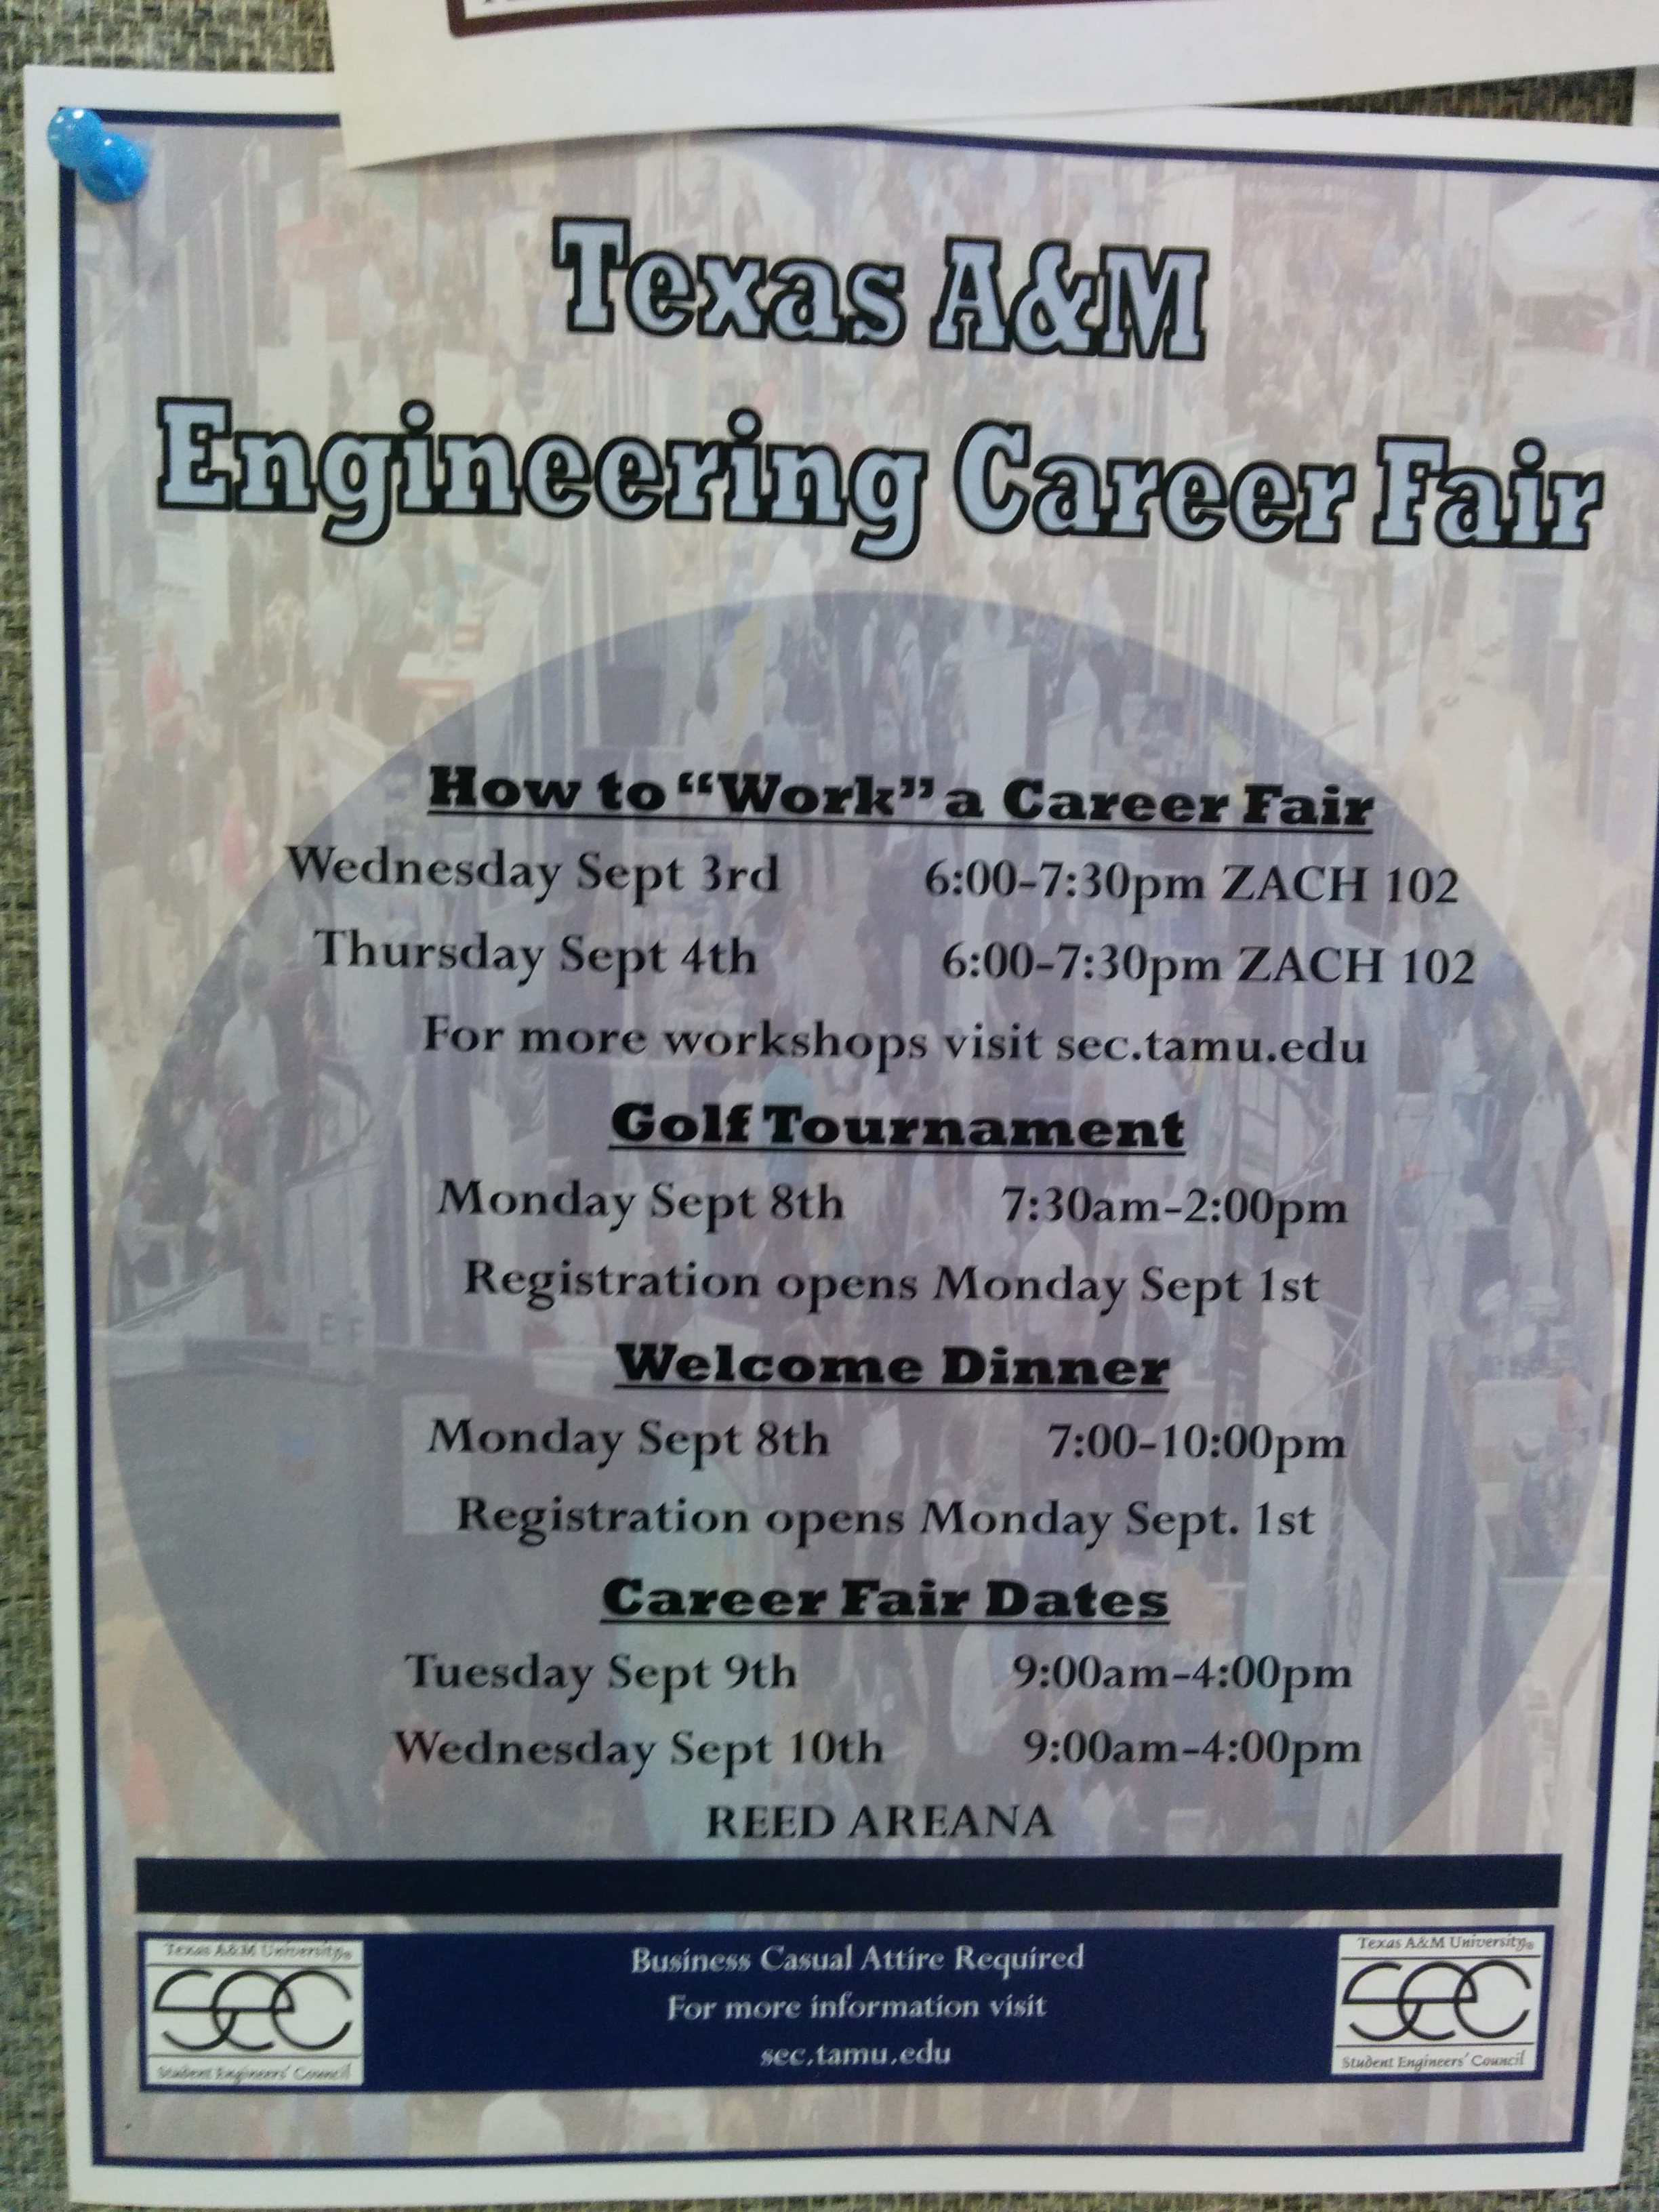 Texas A&M
Engineering Career Fair
How to “Work” a Career Fair
Wednesday Sept 3rd 6:00-7:30pm ZACH 102
Thursday Sept 4th 6:00-7:30pm ZACH 102
For more workshops visit sec.tamu.edu
Golf Tournament
Monday Sept 8th 7:30am-2:00pm
Registration opens Monday Sept 1st
Welcome Dinner
Monday Sept 8th 7:00-10:00pm
Registration opens Monday Sept. 1st
Career Fair Dates
Tuesday Sept 9th 9:00am-4:00pm
Wednesday Sept 10th 9:00am-4:00pm
REED AREANA
Texas A&M University®
sec
Student Engineers' Council
Business Casual Attire Required
For more information visit
sec.tamu.edu
Texas A&M University®
sec
Student Engineers' Council